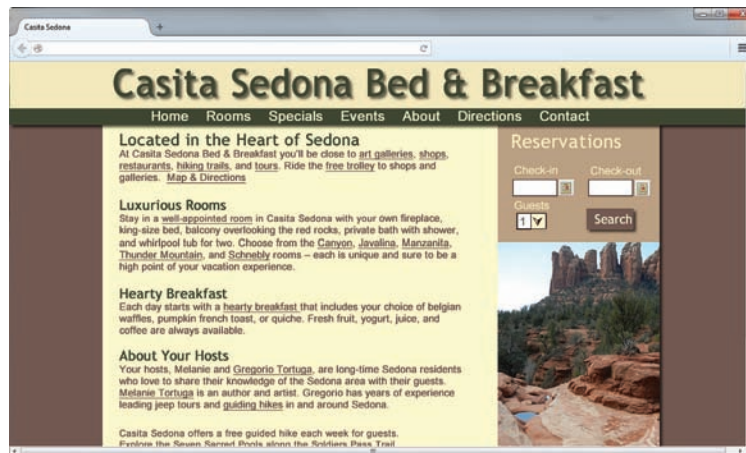 Casita Sedona
Casita Sedona Bed & Breakfast
Home Rooms Specials Events About Directions Contact
Located in the Heart of Sedona
At Casita Sedona Bed & Breakfast you'll be close to art galleries, shops,
restaurants, hiking trails, and tours. Ride the free trolley to shops and
galleries. Map & Directions
Luxurious Rooms
Stay in a well-appointed room in Casita Sedona with your own fireplace,
king-size bed, balcony overlooking the red rocks, private bath with shower,
and whirlpool tub for two. Choose from the Canyon, Javalina, Manzanita,
Thunder Mountain, and Schnebly rooms – each is unique and sure to be a
high point of your vacation experience.
Hearty Breakfast
Each day starts with a hearty breakfast that includes your choice of belgian
waffles, pumpkin french toast, or quiche. Fresh fruit, yogurt, juice, and
coffee are always available.
About Your Hosts
Your hosts, Melanie and Gregorio Tortuga, are long-time Sedona residents
who love to share their knowledge of the Sedona area with their guests.
Melanie Tortuga is an author and artist. Gregorio has years of experience
leading jeep tours and guiding hikes in and around Sedona.
Casita Sedona offers a free guided hike each week for guests.
Explore the Seven Sacred Pools along the Soldiers Pass Trail
Reservations
Check-in Check-out
Guests
1
Search